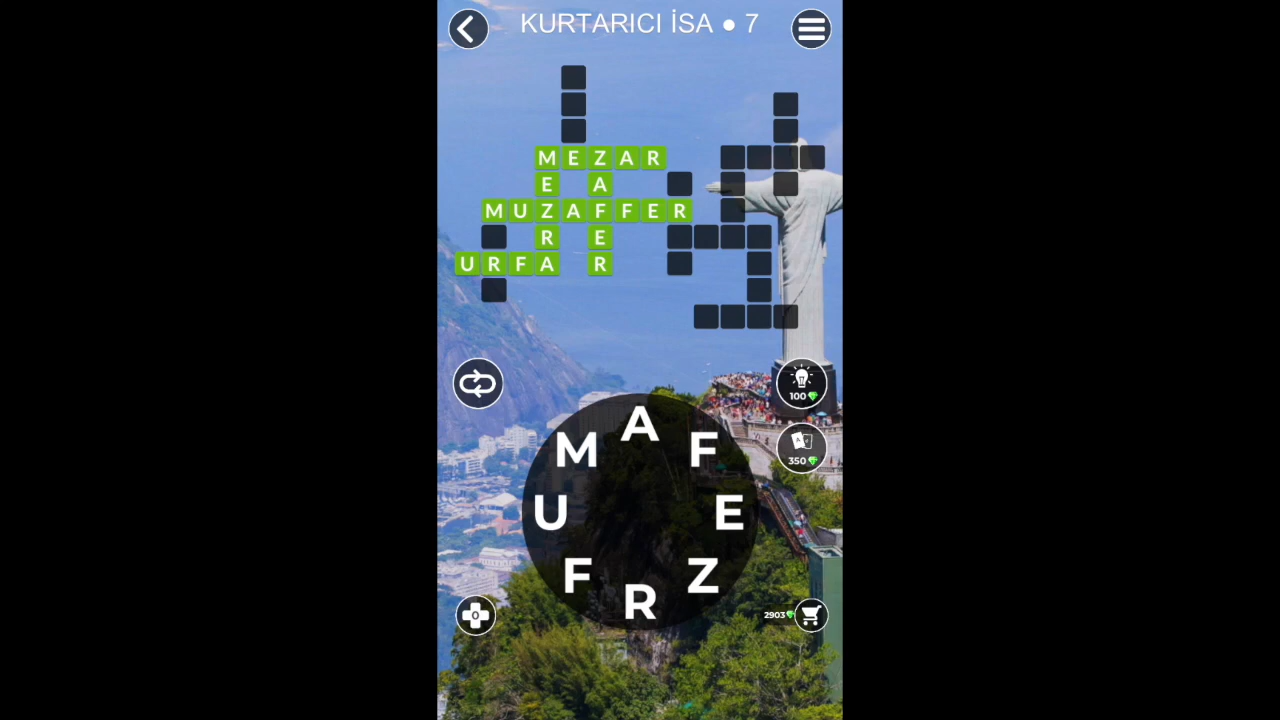 KURTARICI İSA ● 7
MEZAR
E A
MUZAFFER
R E
URFA R
100
350
A
M F
U E
F Z
R
2903